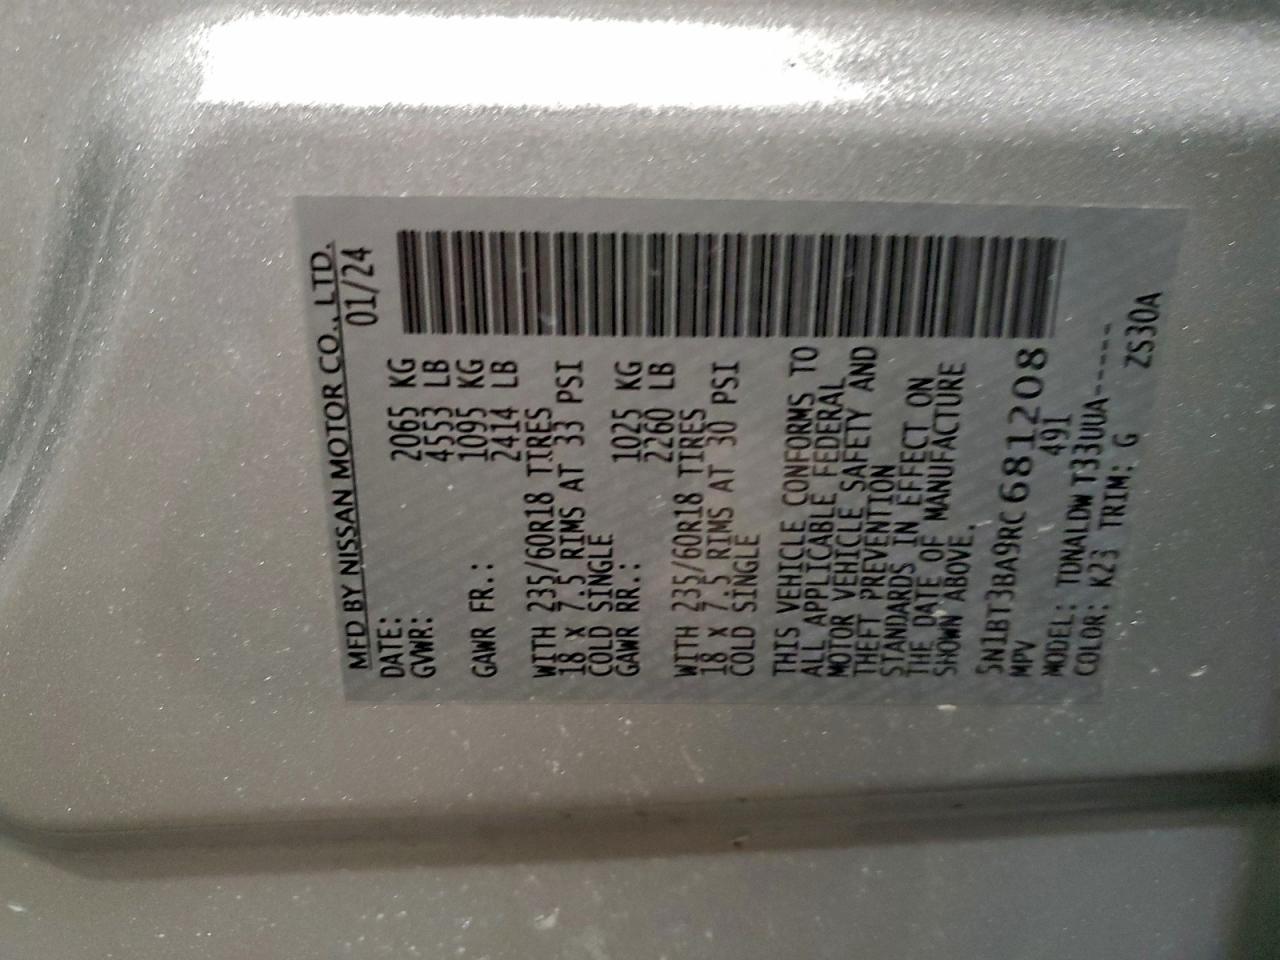 MFD BY NISSAN MOTOR CO., LTD.
DATE: 01/24
GVWR: 2065 KG
4553 LB
GAWR FR.: 1095 KG
2414 LB
WITH 235/60R18 TIRES
18 x 7.5 RIMS AT 33 PSI
COLD SINGLE
GAWR RR.: 1025 KG
2260 LB
WITH 235/60R18 TIRES
18 x 7.5 RIMS AT 30 PSI
COLD SINGLE
THIS VEHICLE CONFORMS TO
ALL APPLICABLE FEDERAL
MOTOR VEHICLE SAFETY AND
THEFT PREVENTION
STANDARDS IN EFFECT ON
THE DATE OF MANUFACTURE
SHOWN ABOVE.
5N1BT3BA9RC681208
MPV 491
MODEL: TDNALDW T33UUA-----
COLOR: K23 TRIM: G ZS30A